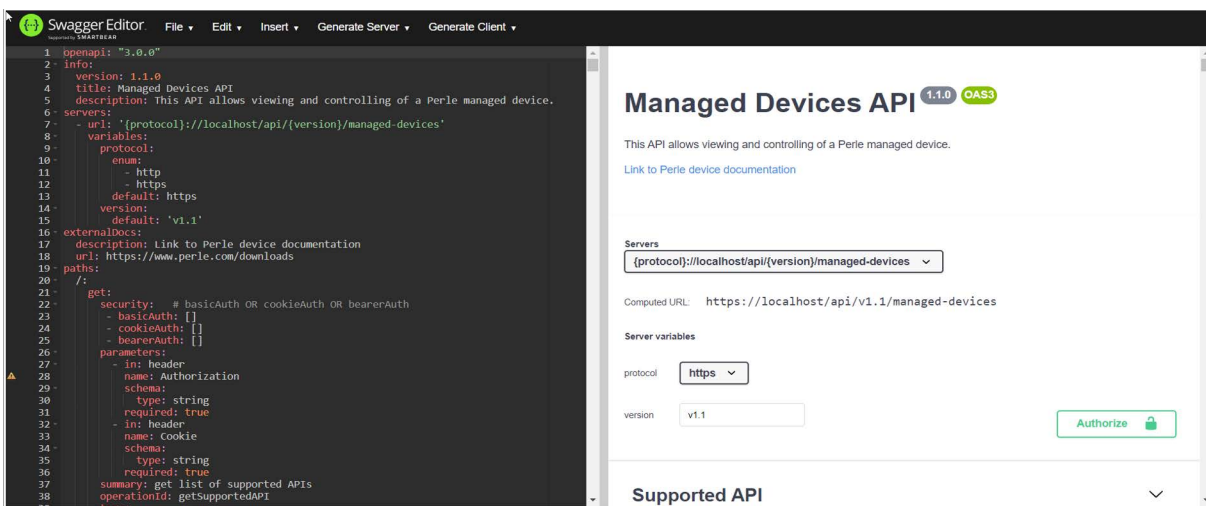 Swagger Editor.
Supported by SMARTBEAR
File
Edit
Insert
Generate Server
Generate Client
1 openapi: "3.0.0"
2 info:
3 version: 1.1.0
4 title: Managed Devices API
5 description: This API allows viewing and controlling of a Perle managed device.
6 servers:
7 - url: '{protocol}://localhost/api/{version}/managed-devices'
8 variables:
9 protocol:
10 enum:
11 - http
12 - https
13 default: https
14 version:
15 default: 'v1.1'
16 externalDocs:
17 description: Link to Perle device documentation
18 url: https://www.perle.com/downloads
19 paths:
20 /:
21 get:
22 security: # basicAuth OR cookieAuth OR bearerAuth
23 - basicAuth: []
24 - cookieAuth: []
25 - bearerAuth: []
26 parameters:
27 - in: header
28 name: Authorization
29 schema:
30 type: string
31 required: true
32 - in: header
33 name: Cookie
34 schema:
35 type: string
36 required: true
37 summary: get list of supported APIs
38 operationId: getSupportedAPI
Managed Devices API 1.1.0 OAS3
This API allows viewing and controlling of a Perle managed device.
Link to Perle device documentation
Servers
{protocol}://localhost/api/{version}/managed-devices
Computed URL: https://localhost/api/v1.1/managed-devices
Server variables
protocol https
version v1.1
Authorize
Supported API